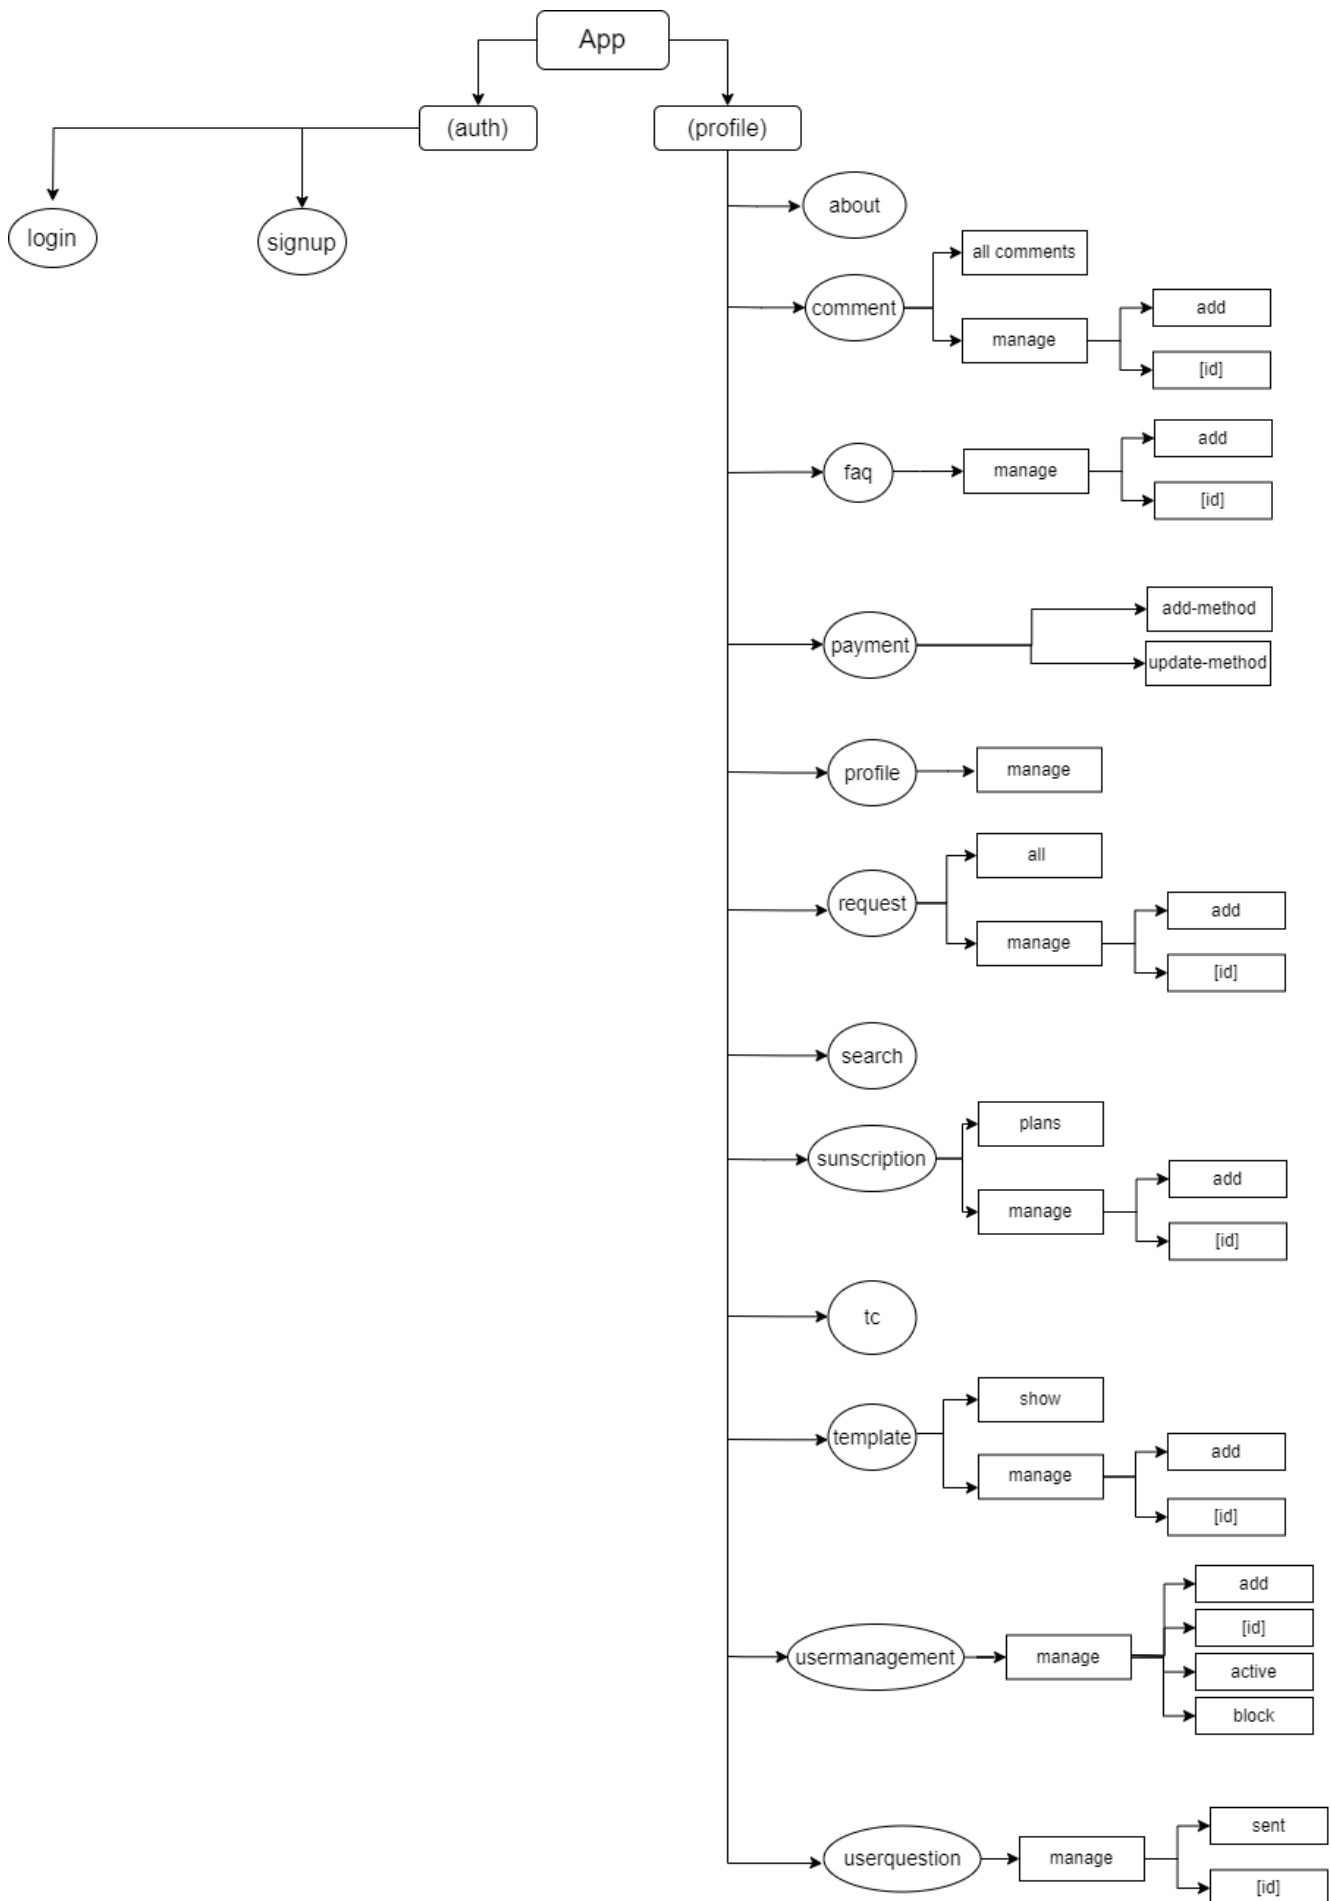 App
(auth)
(profile)
login
signup
about
comment
all comments
manage
add
[id]
faq
manage
add
[id]
payment
add-method
update-method
profile
manage
request
all
manage
add
[id]
search
sunscription
plans
manage
add
[id]
tc
template
show
manage
add
[id]
usermanagement
manage
add
[id]
active
block
userquestion
manage
sent
[id]